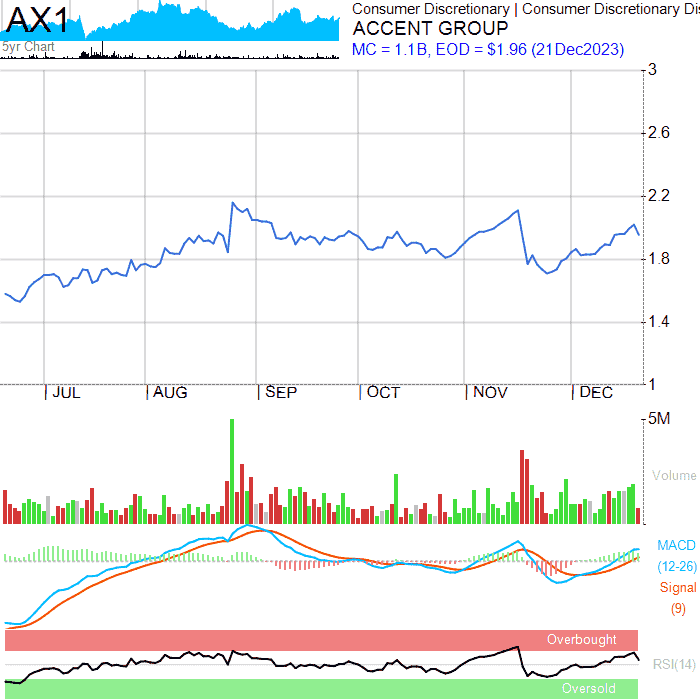 AX1
5yr Chart
Consumer Discretionary | Consumer Discretionary Dis
ACCENT GROUP
MC = 1.1B, EOD = $1.96 (21Dec2023)
3
2.6
2.2
1.8
1.4
1
JUL AUG SEP OCT NOV DEC
5M
Volume
MACD
(12-26)
Signal
(9)
Overbought
RSI(14)
Oversold